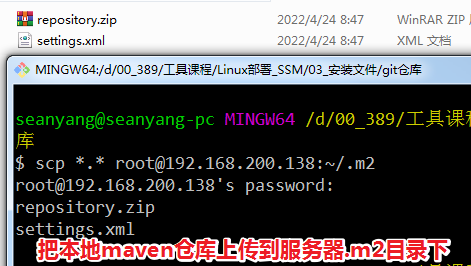 repository.zip 2022/4/24 8:47 WinRAR ZIP
settings.xml 2022/4/24 8:47 XML 文档
MINGW64:/d/00_389/工具课程/Linux部署_SSM/03_安装文件/git仓库
seanyang@seanyang-pc MINGW64 /d/00_389/工具课程
库
$ scp *.* root@192.168.200.138:~/.m2
root@192.168.200.138's password:
repository.zip
settings.xml
把本地maven仓库上传到服务器.m2目录下